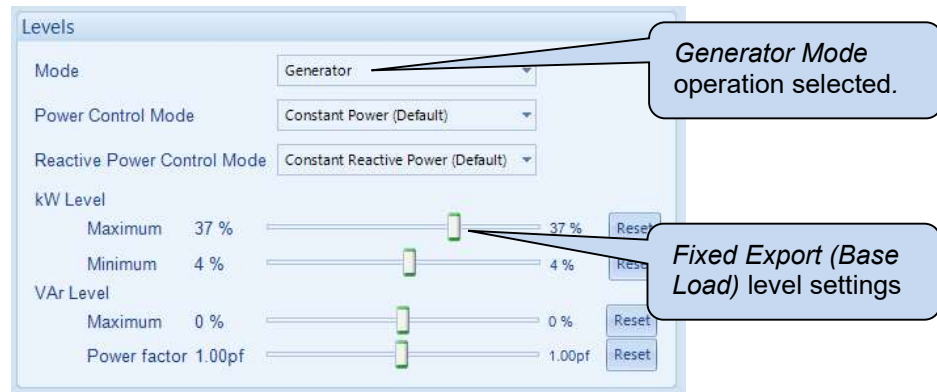 Levels
Mode Generator
Generator Mode
operation selected.
Power Control Mode Constant Power (Default)
Reactive Power Control Mode Constant Reactive Power (Default)
kW Level
Maximum 37 % 37 % Reset
Minimum 4 % 4 % Reset
Fixed Export (Base
Load) level settings
VAr Level
Maximum 0 % 0 % Reset
Power factor 1.00pf 1.00pf Reset